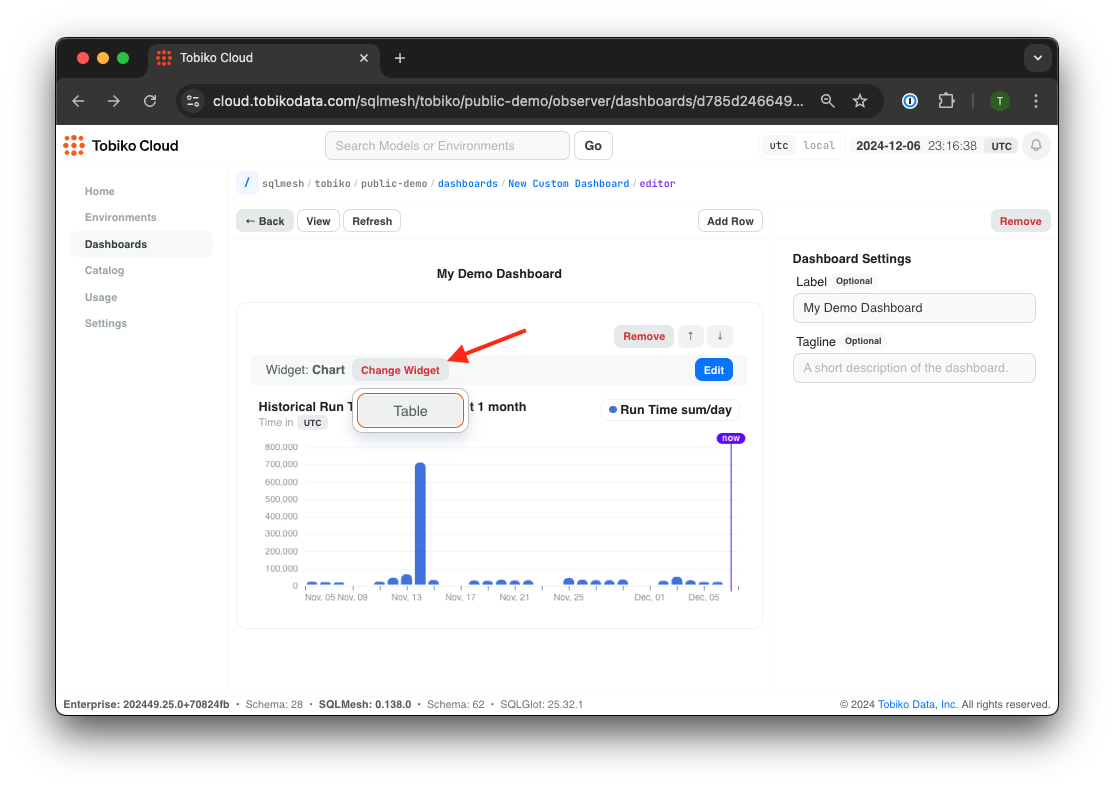 Tobiko Cloud
cloud.tobikodata.com/sqlmesh/tobiko/public-demo/observer/dashboards/d785d246649...
T
Tobiko Cloud
Search Models or Environments
Go
utc local
2024-12-06 23:16:38 UTC
/ sqlmesh / tobiko / public-demo / dashboards / New Custom Dashboard / editor
Home
Environments
Dashboards
Catalog
Usage
Settings
← Back
View
Refresh
Add Row
Remove
My Demo Dashboard
Remove ↑ ↓
Widget: Chart Change Widget Edit
Table
Historical Run T t 1 month
Time in UTC
Run Time sum/day
now
800,000
700,000
600,000
500,000
400,000
300,000
200,000
100,000
0
Nov, 05 Nov, 09 Nov, 13 Nov, 17 Nov, 21 Nov, 25 Dec, 01 Dec, 05
Dashboard Settings
Label Optional
My Demo Dashboard
Tagline Optional
A short description of the dashboard.
Enterprise: 202449.25.0+70824fb • Schema: 28 • SQLMesh: 0.138.0 • Schema: 62 • SQLGlot: 25.32.1
© 2024 Tobiko Data, Inc. All rights reserved.